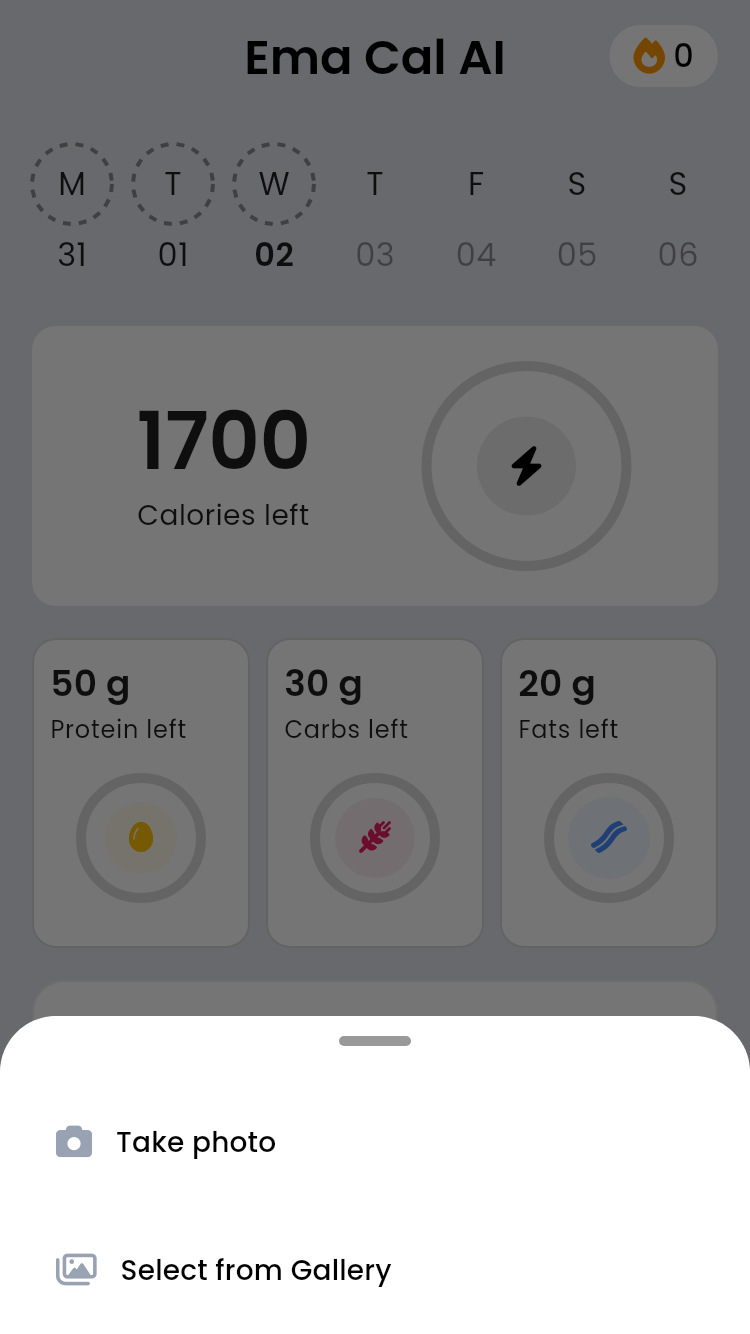 Ema Cal AI
0
M T W T F S S
31 01 02 03 04 05 06
1700
Calories left
50 g
Protein left
30 g
Carbs left
20 g
Fats left
Take photo
Select from Gallery